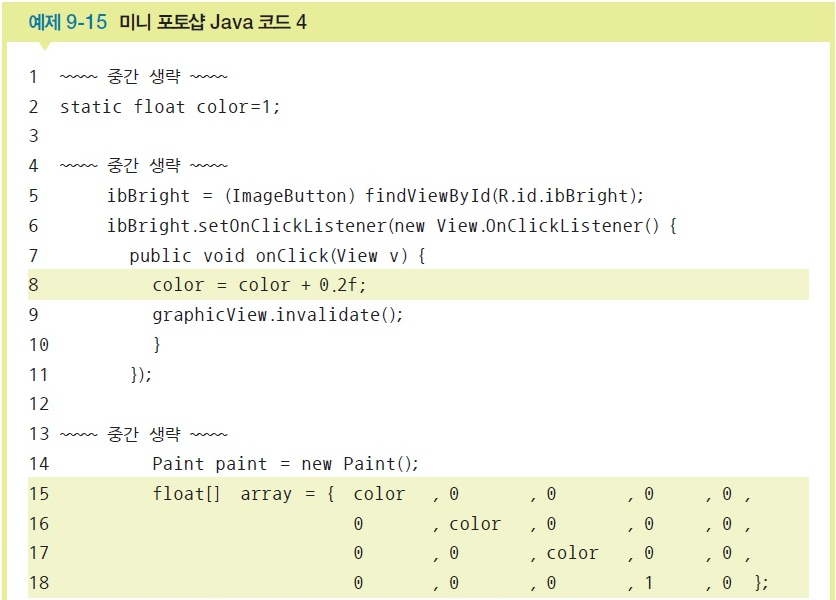 예제 9-15 미니 포토샵 Java 코드 4
1 ~~~~ 중간 생략 ~~~~
2 static float color=1;
3
4 ~~~~ 중간 생략 ~~~~
5 ibBright = (ImageButton) findViewById(R.id.ibBright);
6 ibBright.setOnClickListener(new View.OnClickListener() {
7 public void onClick(View v) {
8 color = color + 0.2f;
9 graphicView.invalidate();
10 }
11 });
12
13 ~~~~ 중간 생략 ~~~~
14 Paint paint = new Paint();
15 float[] array = { color , 0 , 0 , 0 , 0 ,
16 0 , color , 0 , 0 , 0 ,
17 0 , 0 , color , 0 , 0 ,
18 0 , 0 , 0 , 1 , 0 };